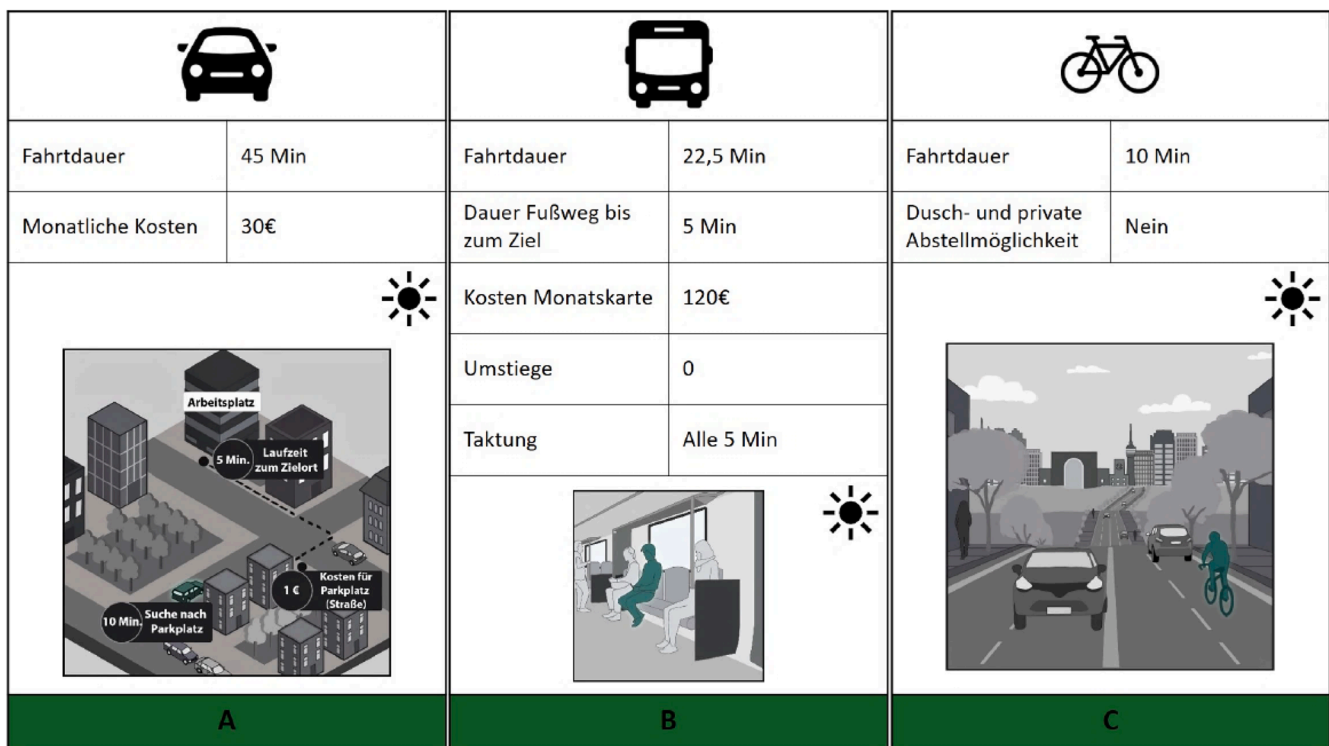 Fahrtdauer
45 Min
Monatliche Kosten
30€
Arbeitsplatz
5 Min.
Laufzeit
zum Zielort
1 €
Kosten für
Parkplatz
(Straße)
10 Min.
Suche nach
Parkplatz
A
Fahrtdauer
22,5 Min
Dauer Fußweg bis
zum Ziel
5 Min
Kosten Monatskarte
120€
Umstiege
0
Taktung
Alle 5 Min
B
Fahrtdauer
10 Min
Dusch- und private
Abstellmöglichkeit
Nein
C